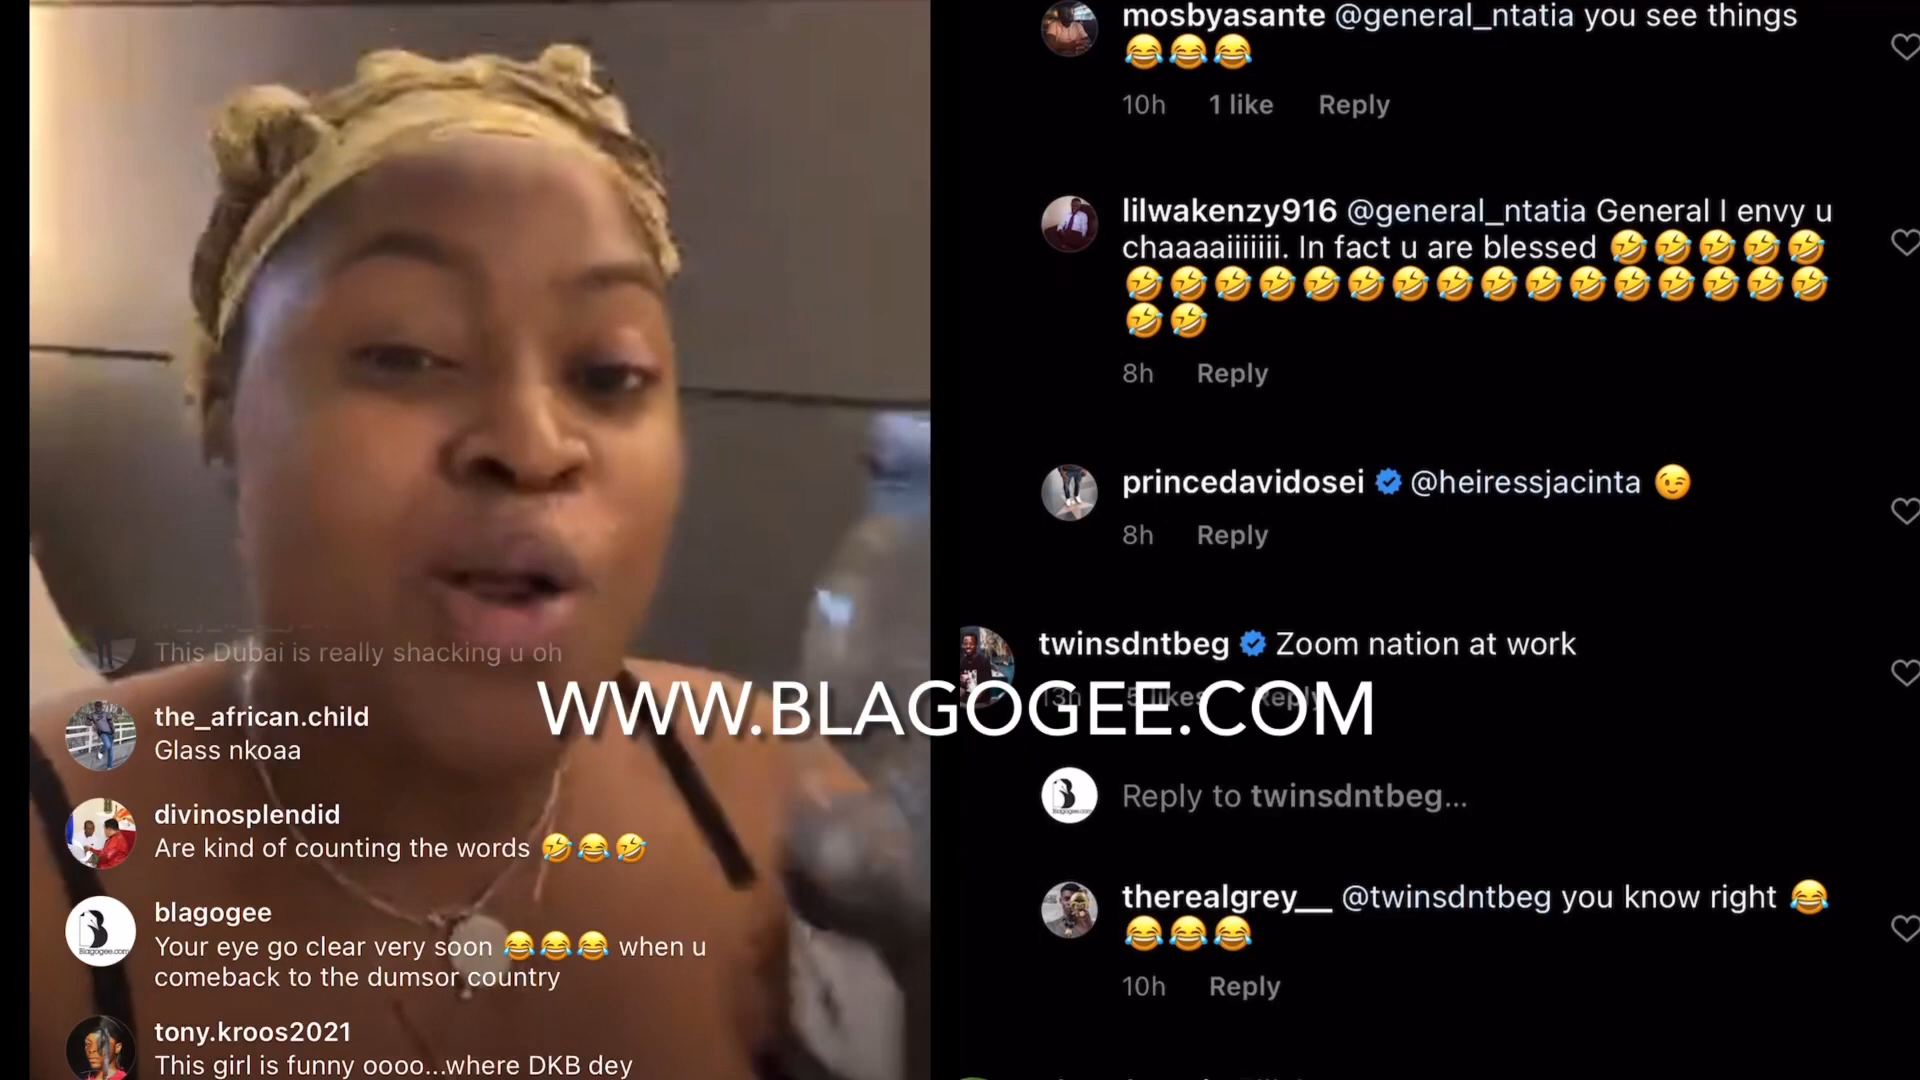 This Dubai is really shacking u oh
the_african.child
Glass nkoaa
divinosplendid
Are kind of counting the words 🤣😂🤣
blagogee
Your eye go clear very soon 😂😂😂 when u
comeback to the dumsor country
tony.kroos2021
This girl is funny oooo...where DKB dey
WWW.BLAGOGEE.COM
mosbyasante @general_ntatia you see things
😂😂😂
10h 1 like Reply
lilwakenzy916 @general_ntatia General I envy u
chaaaaiiiiiii. In fact u are blessed 🤣🤣🤣🤣🤣
🤣🤣🤣🤣🤣🤣🤣🤣🤣🤣🤣🤣🤣🤣🤣🤣
🤣🤣
8h Reply
princedavidosei @heiressjacinta 😉
8h Reply
twinsdntbeg Zoom nation at work
13h 5 likes Reply
Reply to twinsdntbeg...
therealgrey__ @twinsdntbeg you know right 😂
😂😂😂
10h Reply